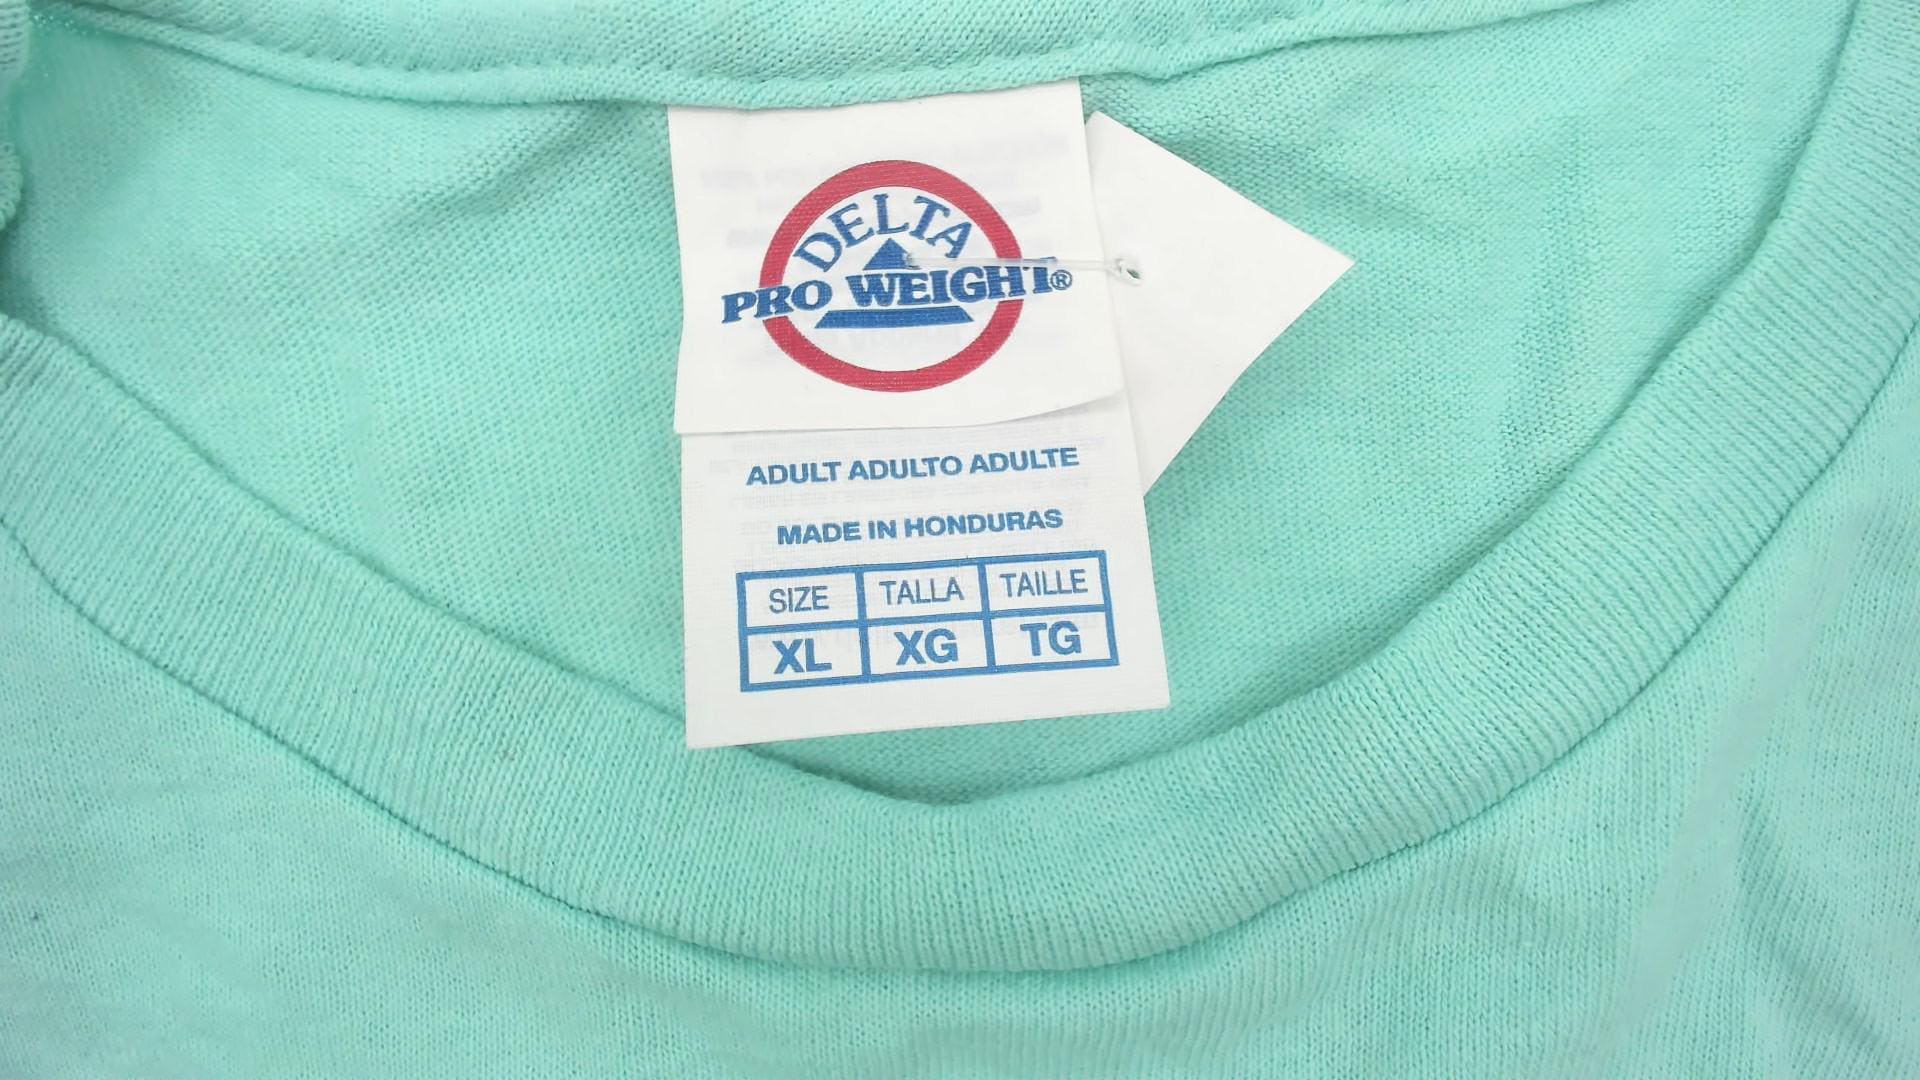 DELTA
PRO WEIGHT®
ADULT ADULTO ADULTE
MADE IN HONDURAS
SIZE TALLA TAILLE
XL XG TG